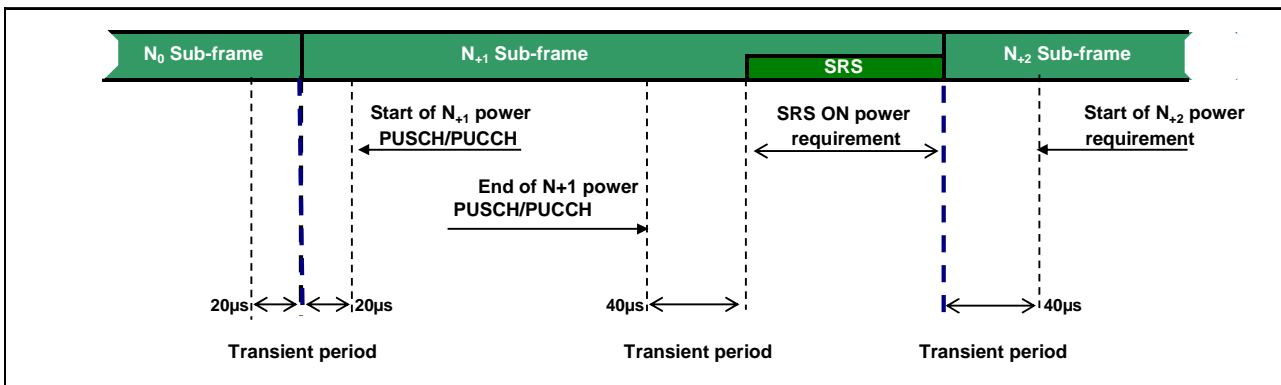 N₀ Sub-frame
N₊₁ Sub-frame
SRS
N₊₂ Sub-frame
Start of N₊₁ power
PUSCH/PUCCH
SRS ON power
requirement
Start of N₊₂ power
requirement
End of N+1 power
PUSCH/PUCCH
20µs
20µs
40µs
40µs
Transient period
Transient period
Transient period